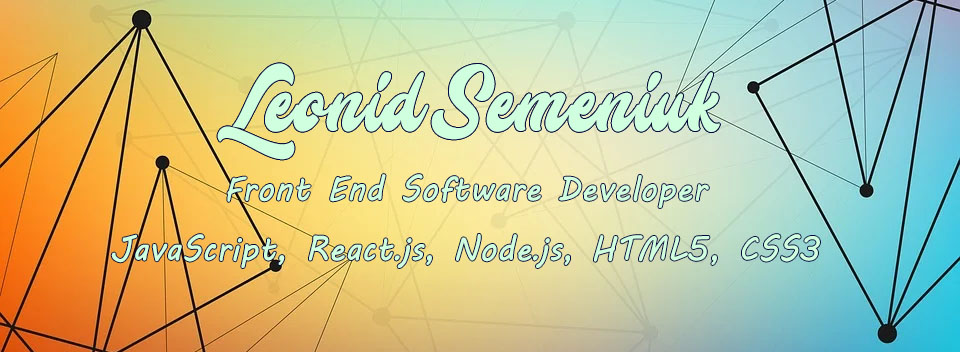 Leonid Semeniuk
Front End Software Developer
JavaScript, React.js, Node.js, HTML5, CSS3